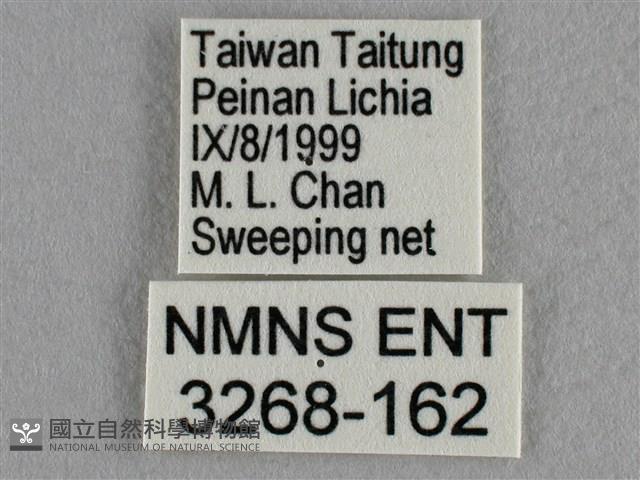 Taiwan Taitung
Peinan Lichia
IX/8/1999
M. L. Chan
Sweeping net
NMNS ENT
3268-162
國立自然科學博物館
NATIONAL MUSEUM OF NATURAL SCIENCE